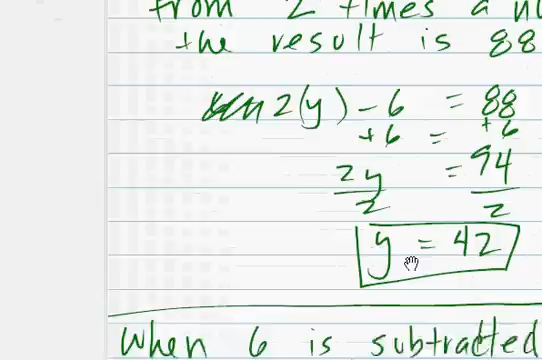 from 2 times a
the result is 88
2(y) - 6 = 88
+6 = +6
2y = 94
2 2
y = 42
When 6 is subtracted